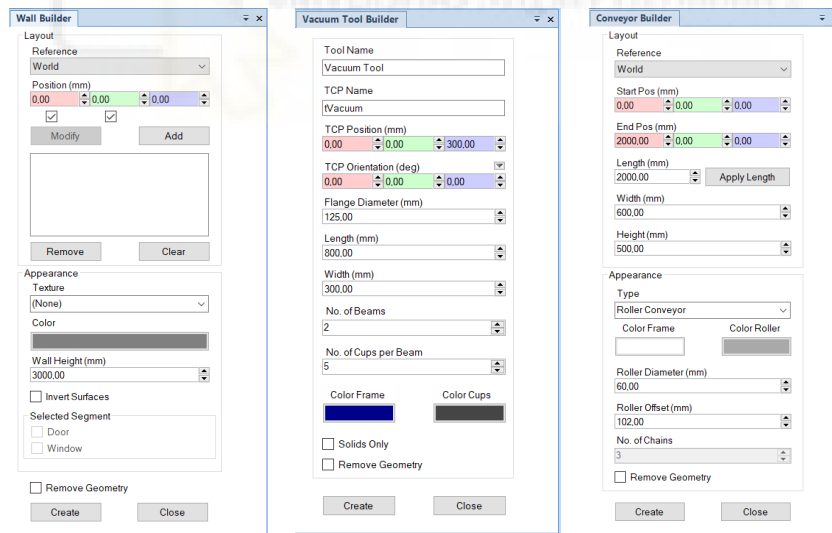 Wall Builder
Layout
Reference
World
Position (mm)
0,00 0,00 0,00
Modify Add
Remove Clear
Appearance
Texture
(None)
Color
Wall Height (mm)
3000,00
Invert Surfaces
Selected Segment
Door
Window
Remove Geometry
Create Close
Vacuum Tool Builder
Tool Name
Vacuum Tool
TCP Name
tVacuum
TCP Position (mm)
0,00 0,00 300,00
TCP Orientation (deg)
0,00 0,00 0,00
Flange Diameter (mm)
125,00
Length (mm)
800,00
Width (mm)
300,00
No. of Beams
2
No. of Cups per Beam
5
Color Frame Color Cups
Solids Only
Remove Geometry
Create Close
Conveyor Builder
Layout
Reference
World
Start Pos (mm)
0,00 0,00 0,00
End Pos (mm)
2000,00 0,00 0,00
Length (mm)
2000,00 Apply Length
Width (mm)
600,00
Height (mm)
500,00
Appearance
Type
Roller Conveyor
Color Frame Color Roller
Roller Diameter (mm)
60,00
Roller Offset (mm)
102,00
No. of Chains
3
Remove Geometry
Create Close